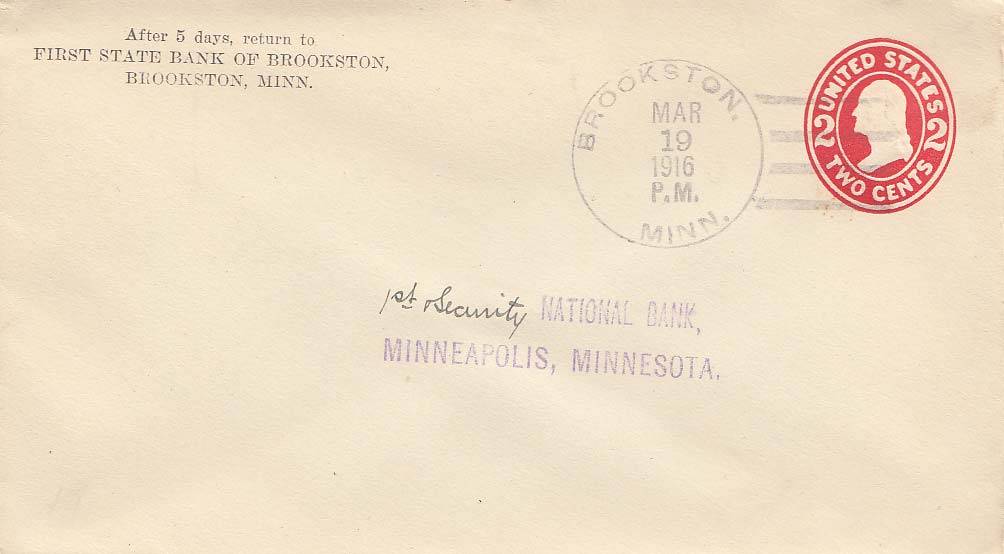 After 5 days, return to
FIRST STATE BANK OF BROOKSTON,
BROOKSTON, MINN.
BROOKSTON.
MAR
19
1916
P.M.
MINN.
UNITED STATES
2 2
TWO CENTS
1st & Security NATIONAL BANK,
MINNEAPOLIS, MINNESOTA.